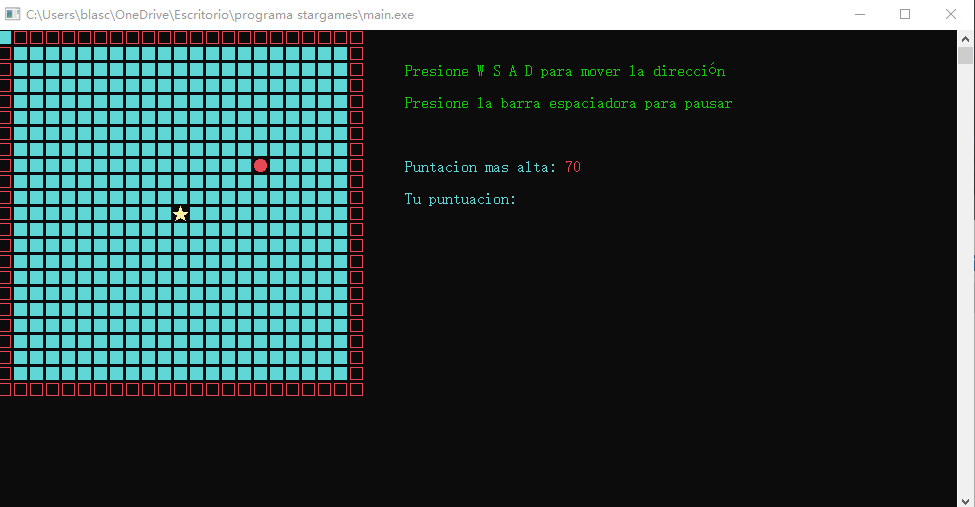 C:\Users\blasc\OneDrive\Escritorio\programa stargames\main.exe
Presione W S A D para mover la dirección
Presione la barra espaciadora para pausar
Puntacion mas alta: 70
Tu puntuacion: